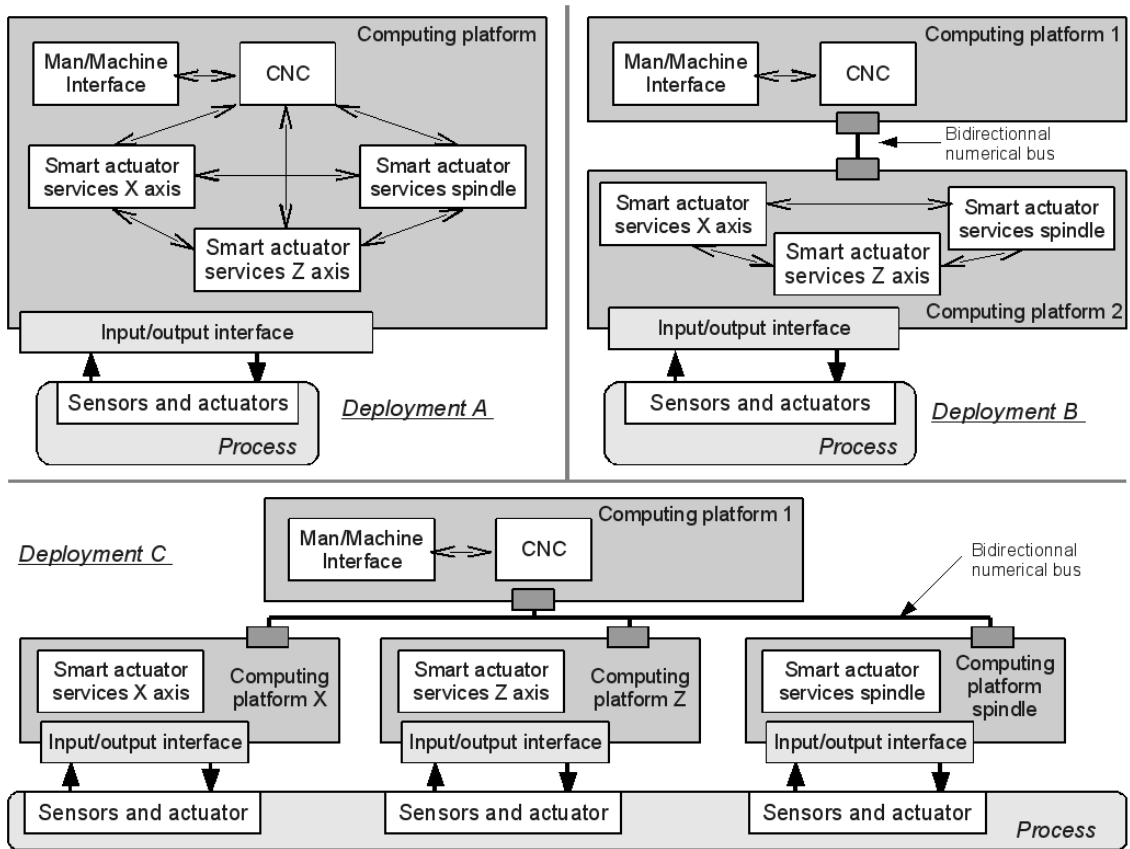 Computing platform
Man/Machine
Interface
CNC
Smart actuator
services X axis
Smart actuator
services spindle
Smart actuator
services Z axis
Input/output interface
Sensors and actuators
Process
Deployment A
Computing platform 1
Man/Machine
Interface
CNC
Bidirectionnal
numerical bus
Smart actuator
services X axis
Smart actuator
services spindle
Smart actuator
services Z axis
Computing platform 2
Input/output interface
Sensors and actuators
Process
Deployment B
Deployment C
Computing platform 1
Man/Machine
Interface
CNC
Bidirectionnal
numerical bus
Smart actuator
services X axis
Computing
platform X
Input/output interface
Sensors and actuator
Smart actuator
services Z axis
Computing
platform Z
Input/output interface
Sensors and actuator
Smart actuator
services spindle
Computing
platform
spindle
Input/output interface
Sensors and actuator
Process